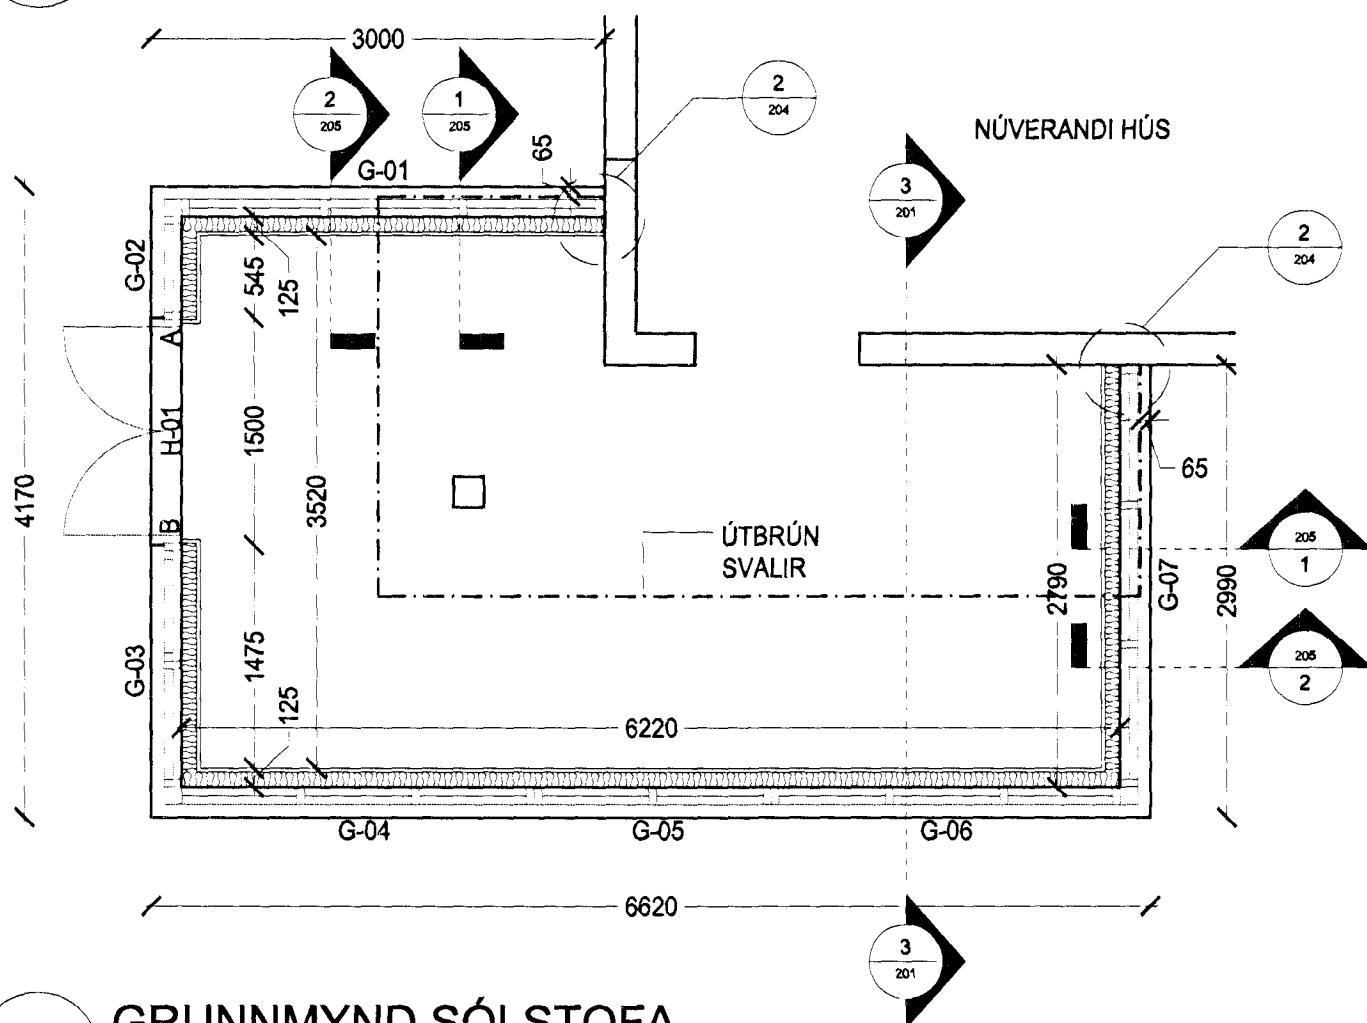 3000
2
205
1
205
2
204
NÚVERANDI HÚS
65
G-01
3
201
G-02
2
204
545
125
A
H-01
B
1500
3520
4170
65
ÚTBRÚN
SVALIR
205
1
2790
G-07
2990
205
2
G-03
1475
125
6220
G-04
G-05
G-06
6620
3
201
GRUNNMYND SÓLSTOFA